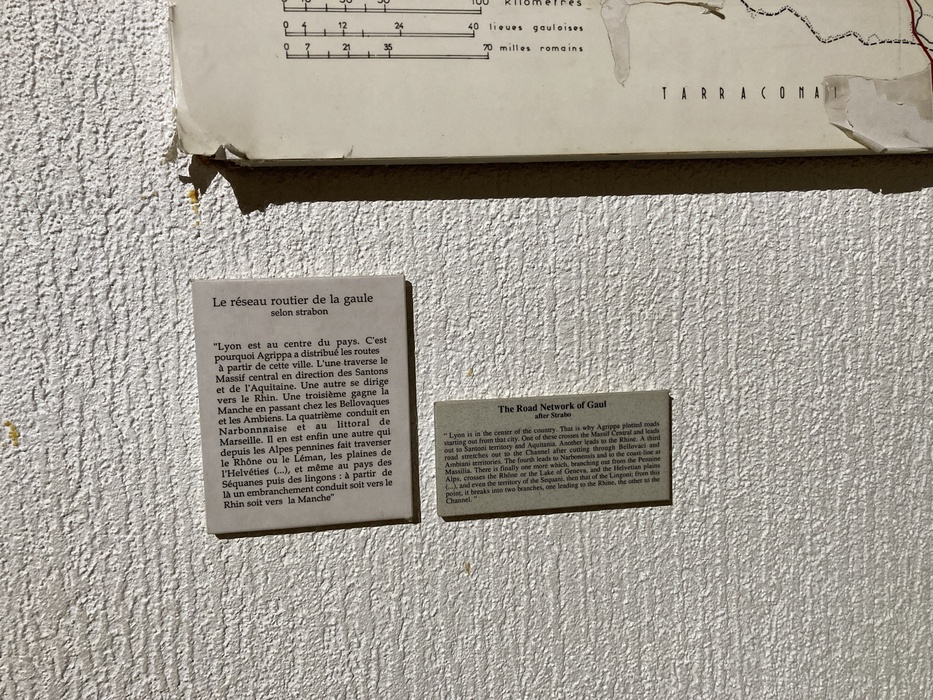 100 kilomètres
0 4 12 24 40 lieues gauloises
0 7 21 35 70 milles romains
TARRACONA
Le réseau routier de la gaule
selon strabon
"Lyon est au centre du pays. C'est
pourquoi Agrippa a distribué les routes
à partir de cette ville. L'une traverse le
Massif central en direction des Santons
et de l'Aquitaine. Une autre se dirige
vers le Rhin. Une troisième gagne la
Manche en passant chez les Bellovaques
et les Ambiens. La quatrième conduit en
Narbonnnaise et au littoral de
Marseille. Il en est enfin une autre qui
depuis les Alpes pennines fait traverser
le Rhône ou le Léman, les plaines de
l'Helvéties (...), et même au pays des
Séquanes puis des lingons : à partir de
là un embranchement conduit soit vers le
Rhin soit vers la Manche"
The Road Network of Gaul
after Strabo
" Lyon is in the center of the country. That is why Agrippa plotted roads
starting out from that city. One of these crosses the Massif Central and leads
out to Santoni territory and Aquitania. Another leads to the Rhine. A third
road stretches out to the Channel after cutting through Bellovaci and
Ambiani territories. The fourth leads to Narbonensis and to the coast-line at
Massilia. There is finally one more which, branching out from the Pennine
Alps, crosses the Rhône or the Lake of Geneva, and the Helvetian plains
(...), and even the territory of the Sequani, then that of the Lingoni; from this
point, it breaks into two branches, one leading to the Rhine, the other to the
Channel. "